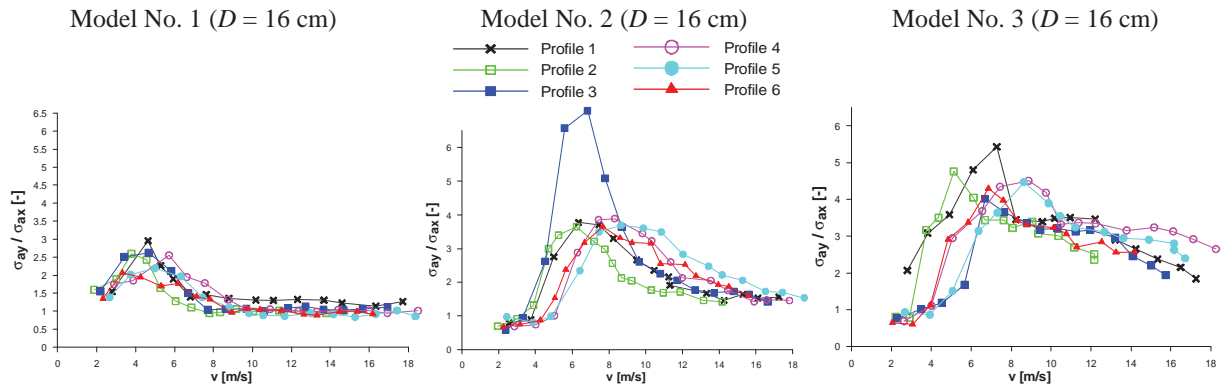 Model No. 1 (D = 16 cm) Model No. 2 (D = 16 cm) Model No. 3 (D = 16 cm)
Profile 1 Profile 4
Profile 2 Profile 5
Profile 3 Profile 6
σay / σax [-]
6.5
6
5.5
5
4.5
4
3.5
3
2.5
2
1.5
1
0.5
0
0 2 4 6 8 10 12 14 16 18
v [m/s]
σay / σax [-]
6
5
4
3
2
1
0
0 2 4 6 8 10 12 14 16 18
v [m/s]
σay / σax [-]
6
5
4
3
2
1
0
0 2 4 6 8 10 12 14 16 18
v [m/s]